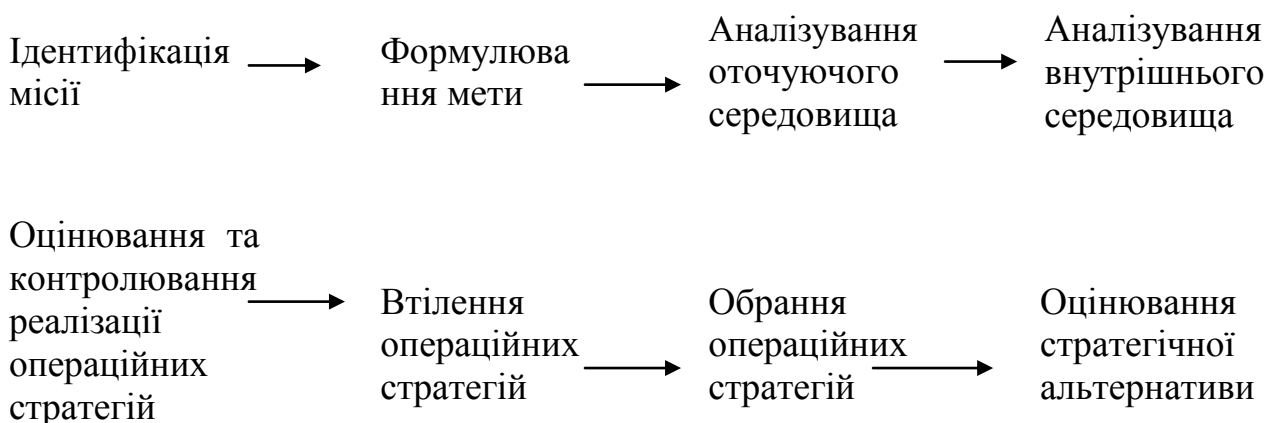 Ідентифікація
місії
Формулюва
ння мети
Аналізування
оточуючого
середовища
Аналізування
внутрішнього
середовища
Оцінювання та
контролювання
реалізації
операційних
стратегій
Втілення
операційних
стратегій
Обрання
операційних
стратегій
Оцінювання
стратегічної
альтернативи